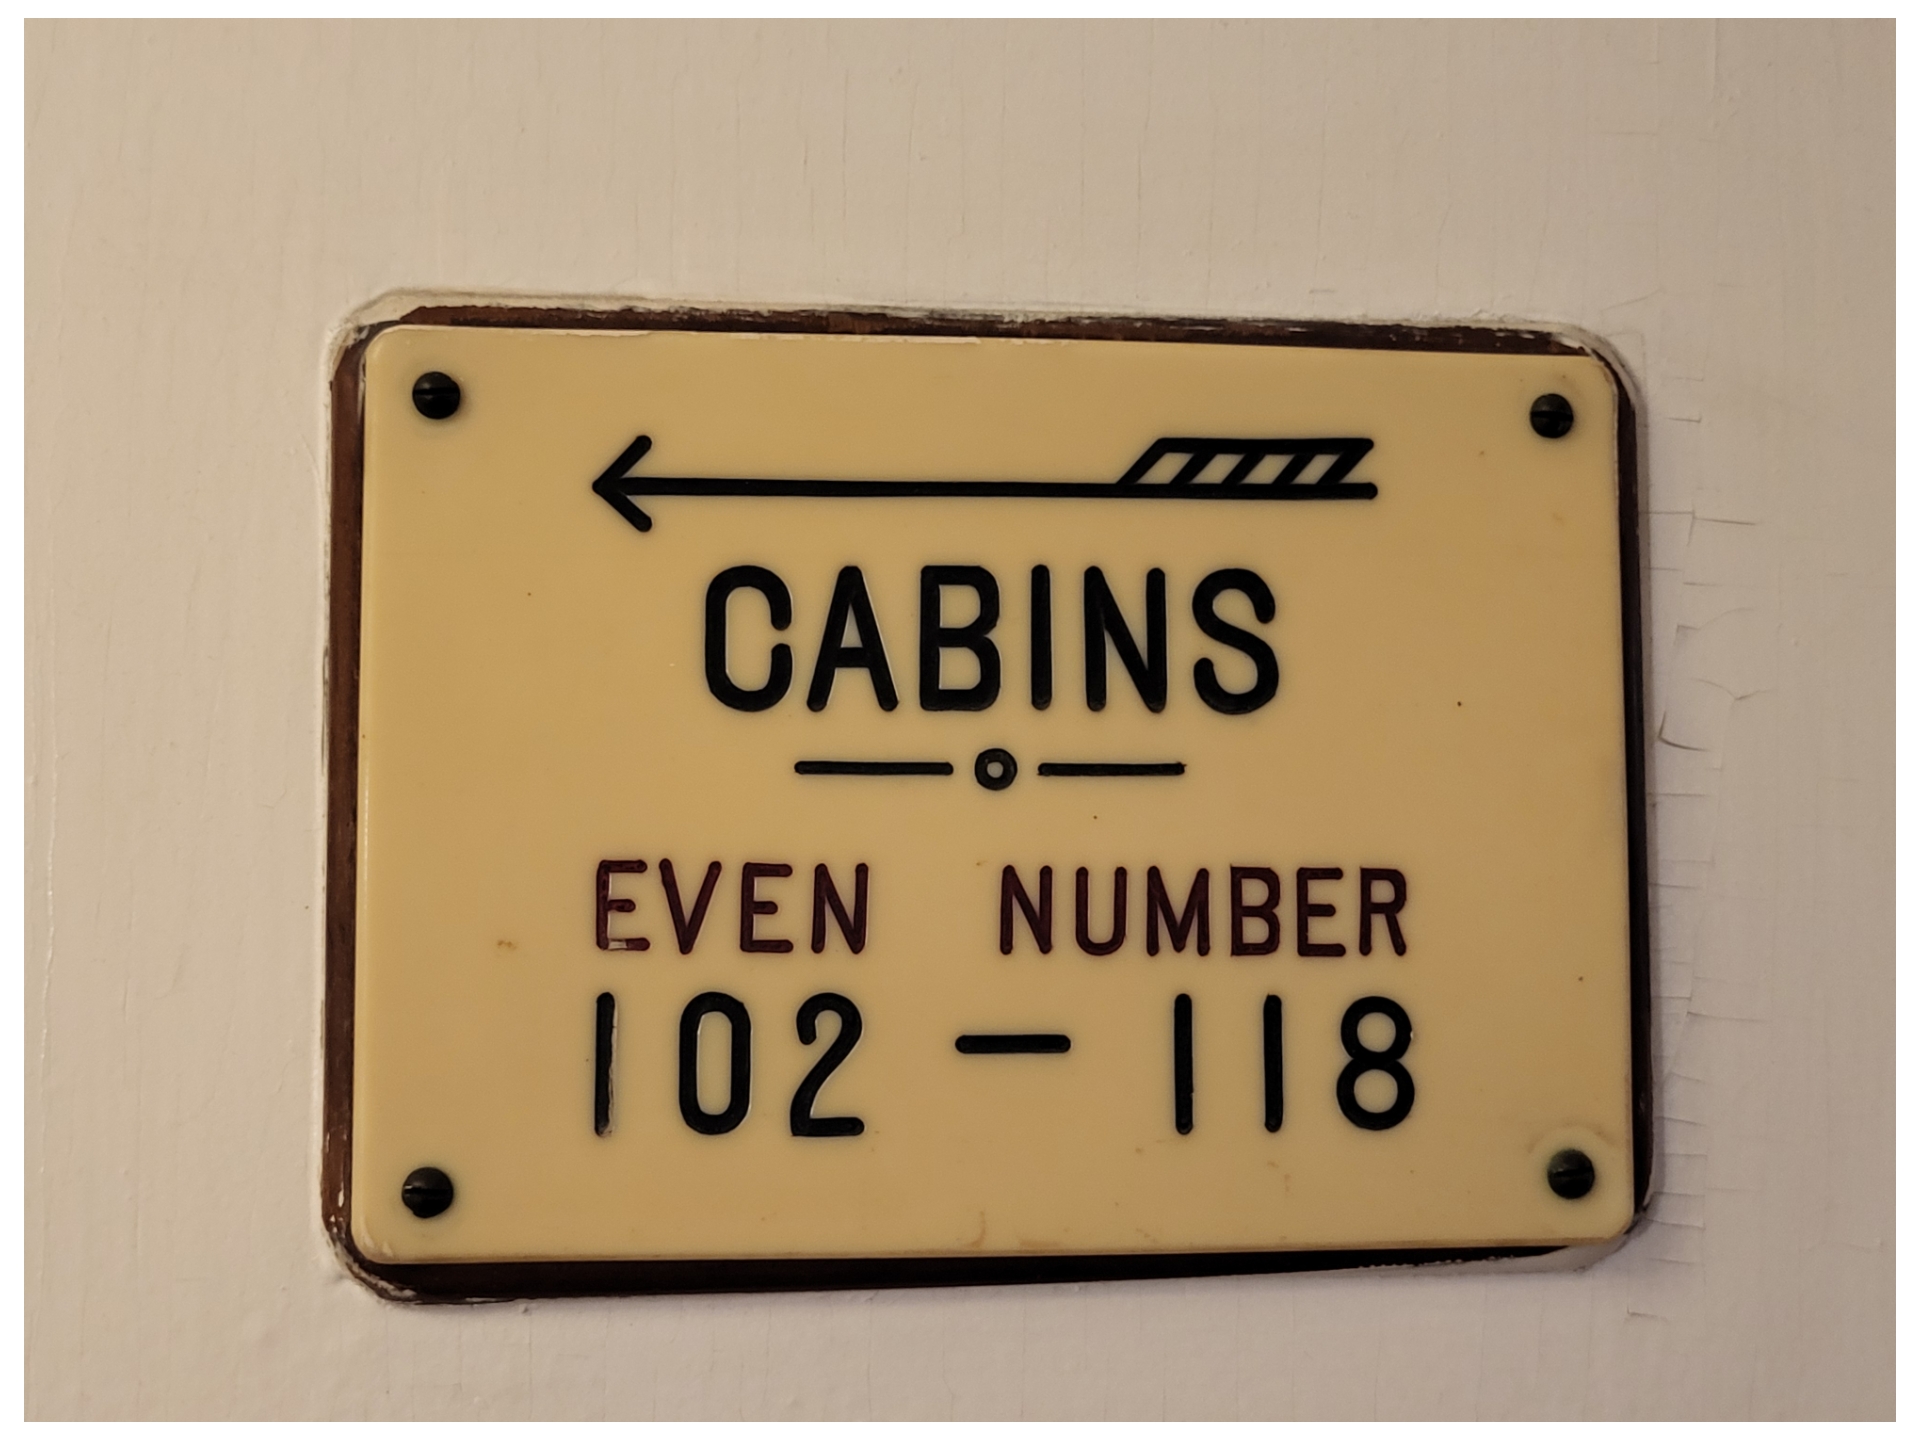 CABINS
EVEN NUMBER
102 - 118